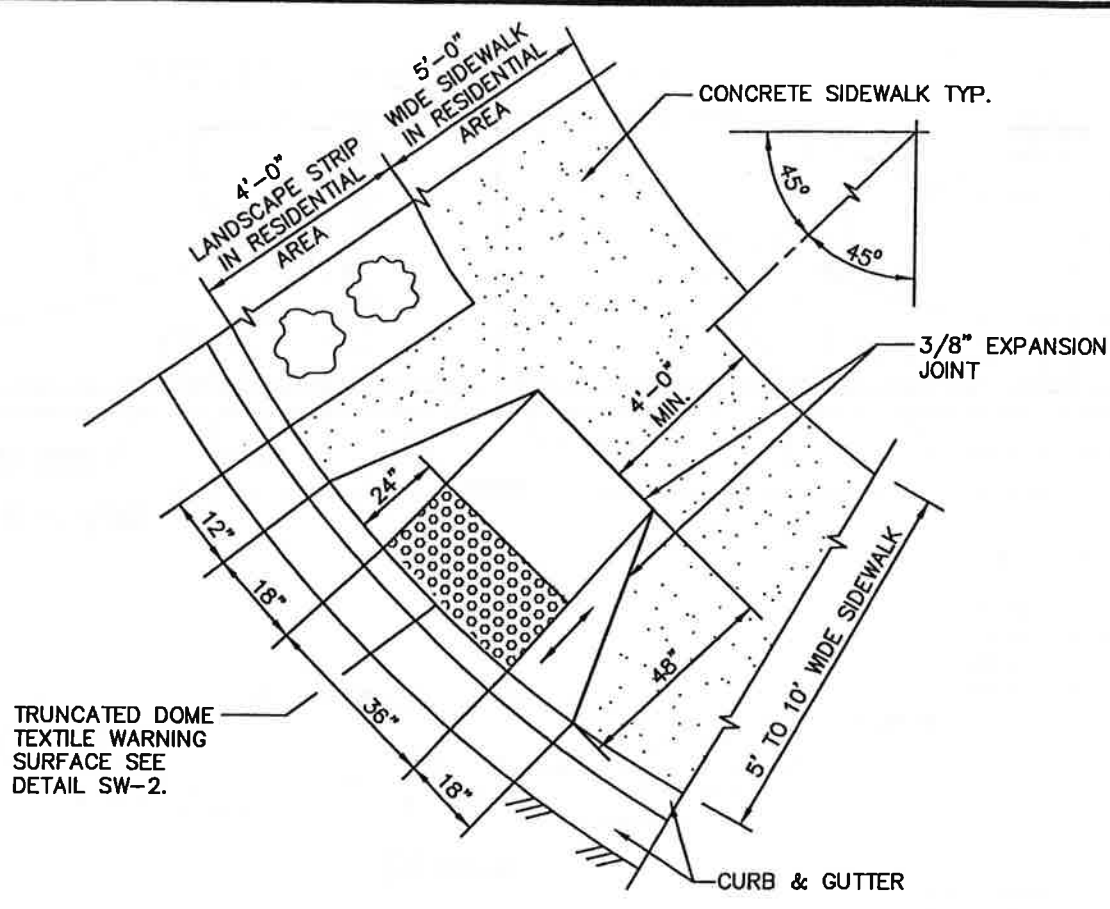 5'-0"
WIDE SIDEWALK
IN RESIDENTIAL
AREA
4'-0"
LANDSCAPE STRIP
IN RESIDENTIAL
AREA
CONCRETE SIDEWALK TYP.
45°
45°
3/8" EXPANSION
JOINT
4'-0"
MIN.
24"
12"
18"
36"
18"
48"
5' TO 10' WIDE SIDEWALK
TRUNCATED DOME
TEXTILE WARNING
SURFACE SEE
DETAIL SW-2.
CURB & GUTTER